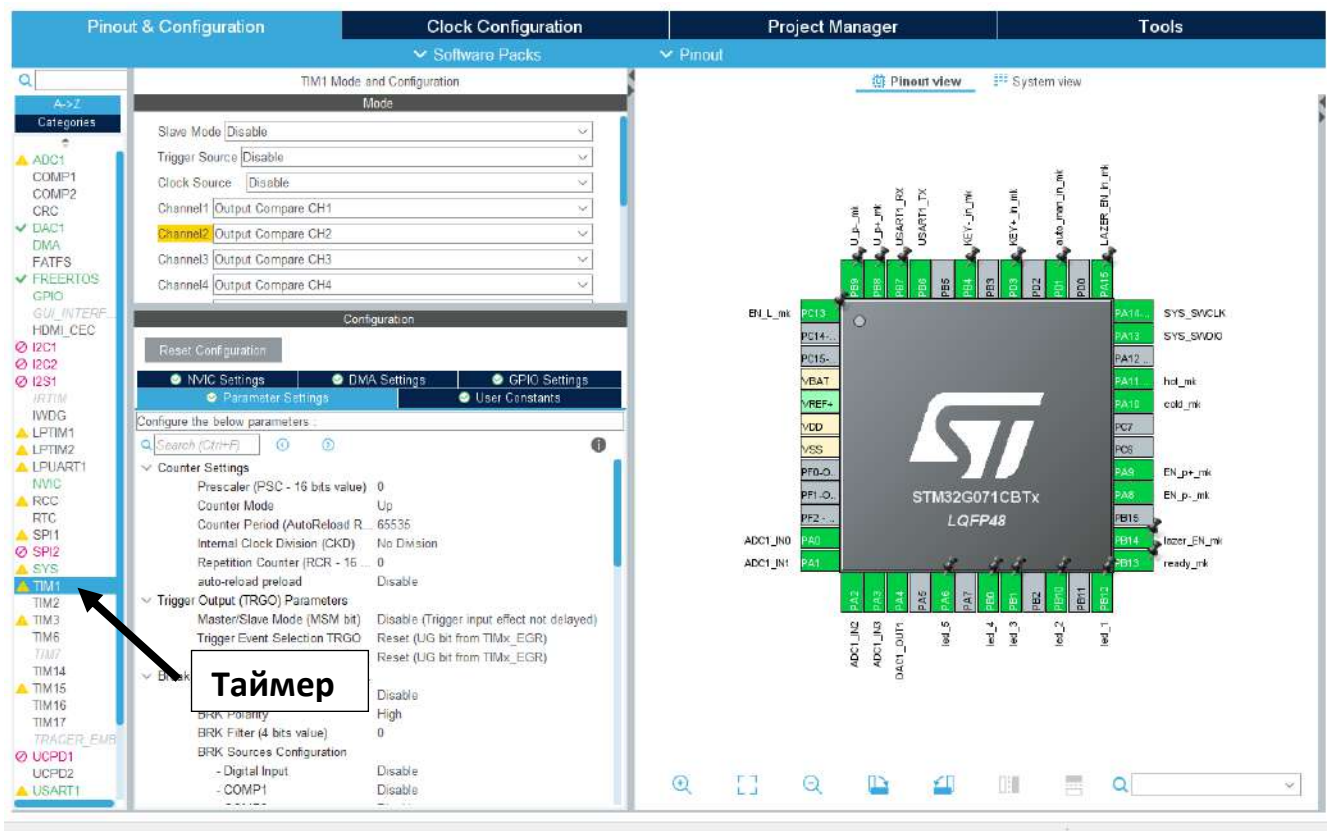 Pinout & Configuration
Clock Configuration
Project Manager
Tools
Software Packs
Pinout
TIM1 Mode and Configuration
Pinout view
System view
A->Z
Categories
ADC1
COMP1
COMP2
CRC
DAC1
DMA
FATFS
FREERTOS
GPIO
GUI_INTERF...
HDMI_CEC
I2C1
I2C2
I2S1
IRTIM
IWDG
LPTIM1
LPTIM2
LPUART1
NVIC
RCC
RTC
SPI1
SPI2
SYS
TIM1
TIM2
TIM3
TIM6
TIM7
TIM14
TIM15
TIM16
TIM17
TRACER_EMB
UCPD1
UCPD2
USART1
Mode
Slave Mode Disable
Trigger Source Disable
Clock Source Disable
Channel1 Output Compare CH1
Channel2 Output Compare CH2
Channel3 Output Compare CH3
Channel4 Output Compare CH4
Configuration
Reset Configuration
NVIC Settings
DMA Settings
GPIO Settings
Parameter Settings
User Constants
Configure the below parameters :
Search (Ctrl+F)
Counter Settings
Prescaler (PSC - 16 bits value) 0
Counter Mode Up
Counter Period (AutoReload R... 65535
Internal Clock Division (CKD) No Division
Repetition Counter (RCR - 16 ... 0
auto-reload preload Disable
Trigger Output (TRGO) Parameters
Master/Slave Mode (MSM bit) Disable (Trigger input effect not delayed)
Trigger Event Selection TRGO Reset (UG bit from TIMx_EGR)
Reset (UG bit from TIMx_EGR)
Disable
BRK Polarity High
BRK Filter (4 bits value) 0
BRK Sources Configuration
- Digital Input Disable
- COMP1 Disable
Таймер
U_p-_mk
U_p+_mk
USART1_RX
USART1_TX
KEY-_in_mk
KEY+_in_mk
auto_man_in_mk
LAZER_EN_in_mk
PB9
PB8
PB7
PB6
PB5
PB4
PB3
PD3
PD2
PD1
PD0
PA15
EN_L_mk PC13
PC14-..
PC15-..
VBAT
VREF+
VDD
VSS
PF0-O..
PF1-O..
PF2 -..
ADC1_IN0 PA0
ADC1_IN1 PA1
STM32G071CBTx
LQFP48
PA14.. SYS_SWCLK
PA13 SYS_SWDIO
PA12 ..
PA11 .. hot_mk
PA10 cold_mk
PC7
PC6
PA9 EN_p+_mk
PA8 EN_p-_mk
PB15
PB14 lazer_EN_mk
PB13 ready_mk
PA2
PA3
PA4
PA5
PA6
PA7
PB0
PB1
PB2
PB10
PB11
PB12
ADC1_IN2
ADC1_IN3
DAC1_OUT1
led_5
led_4
led_3
led_2
led_1